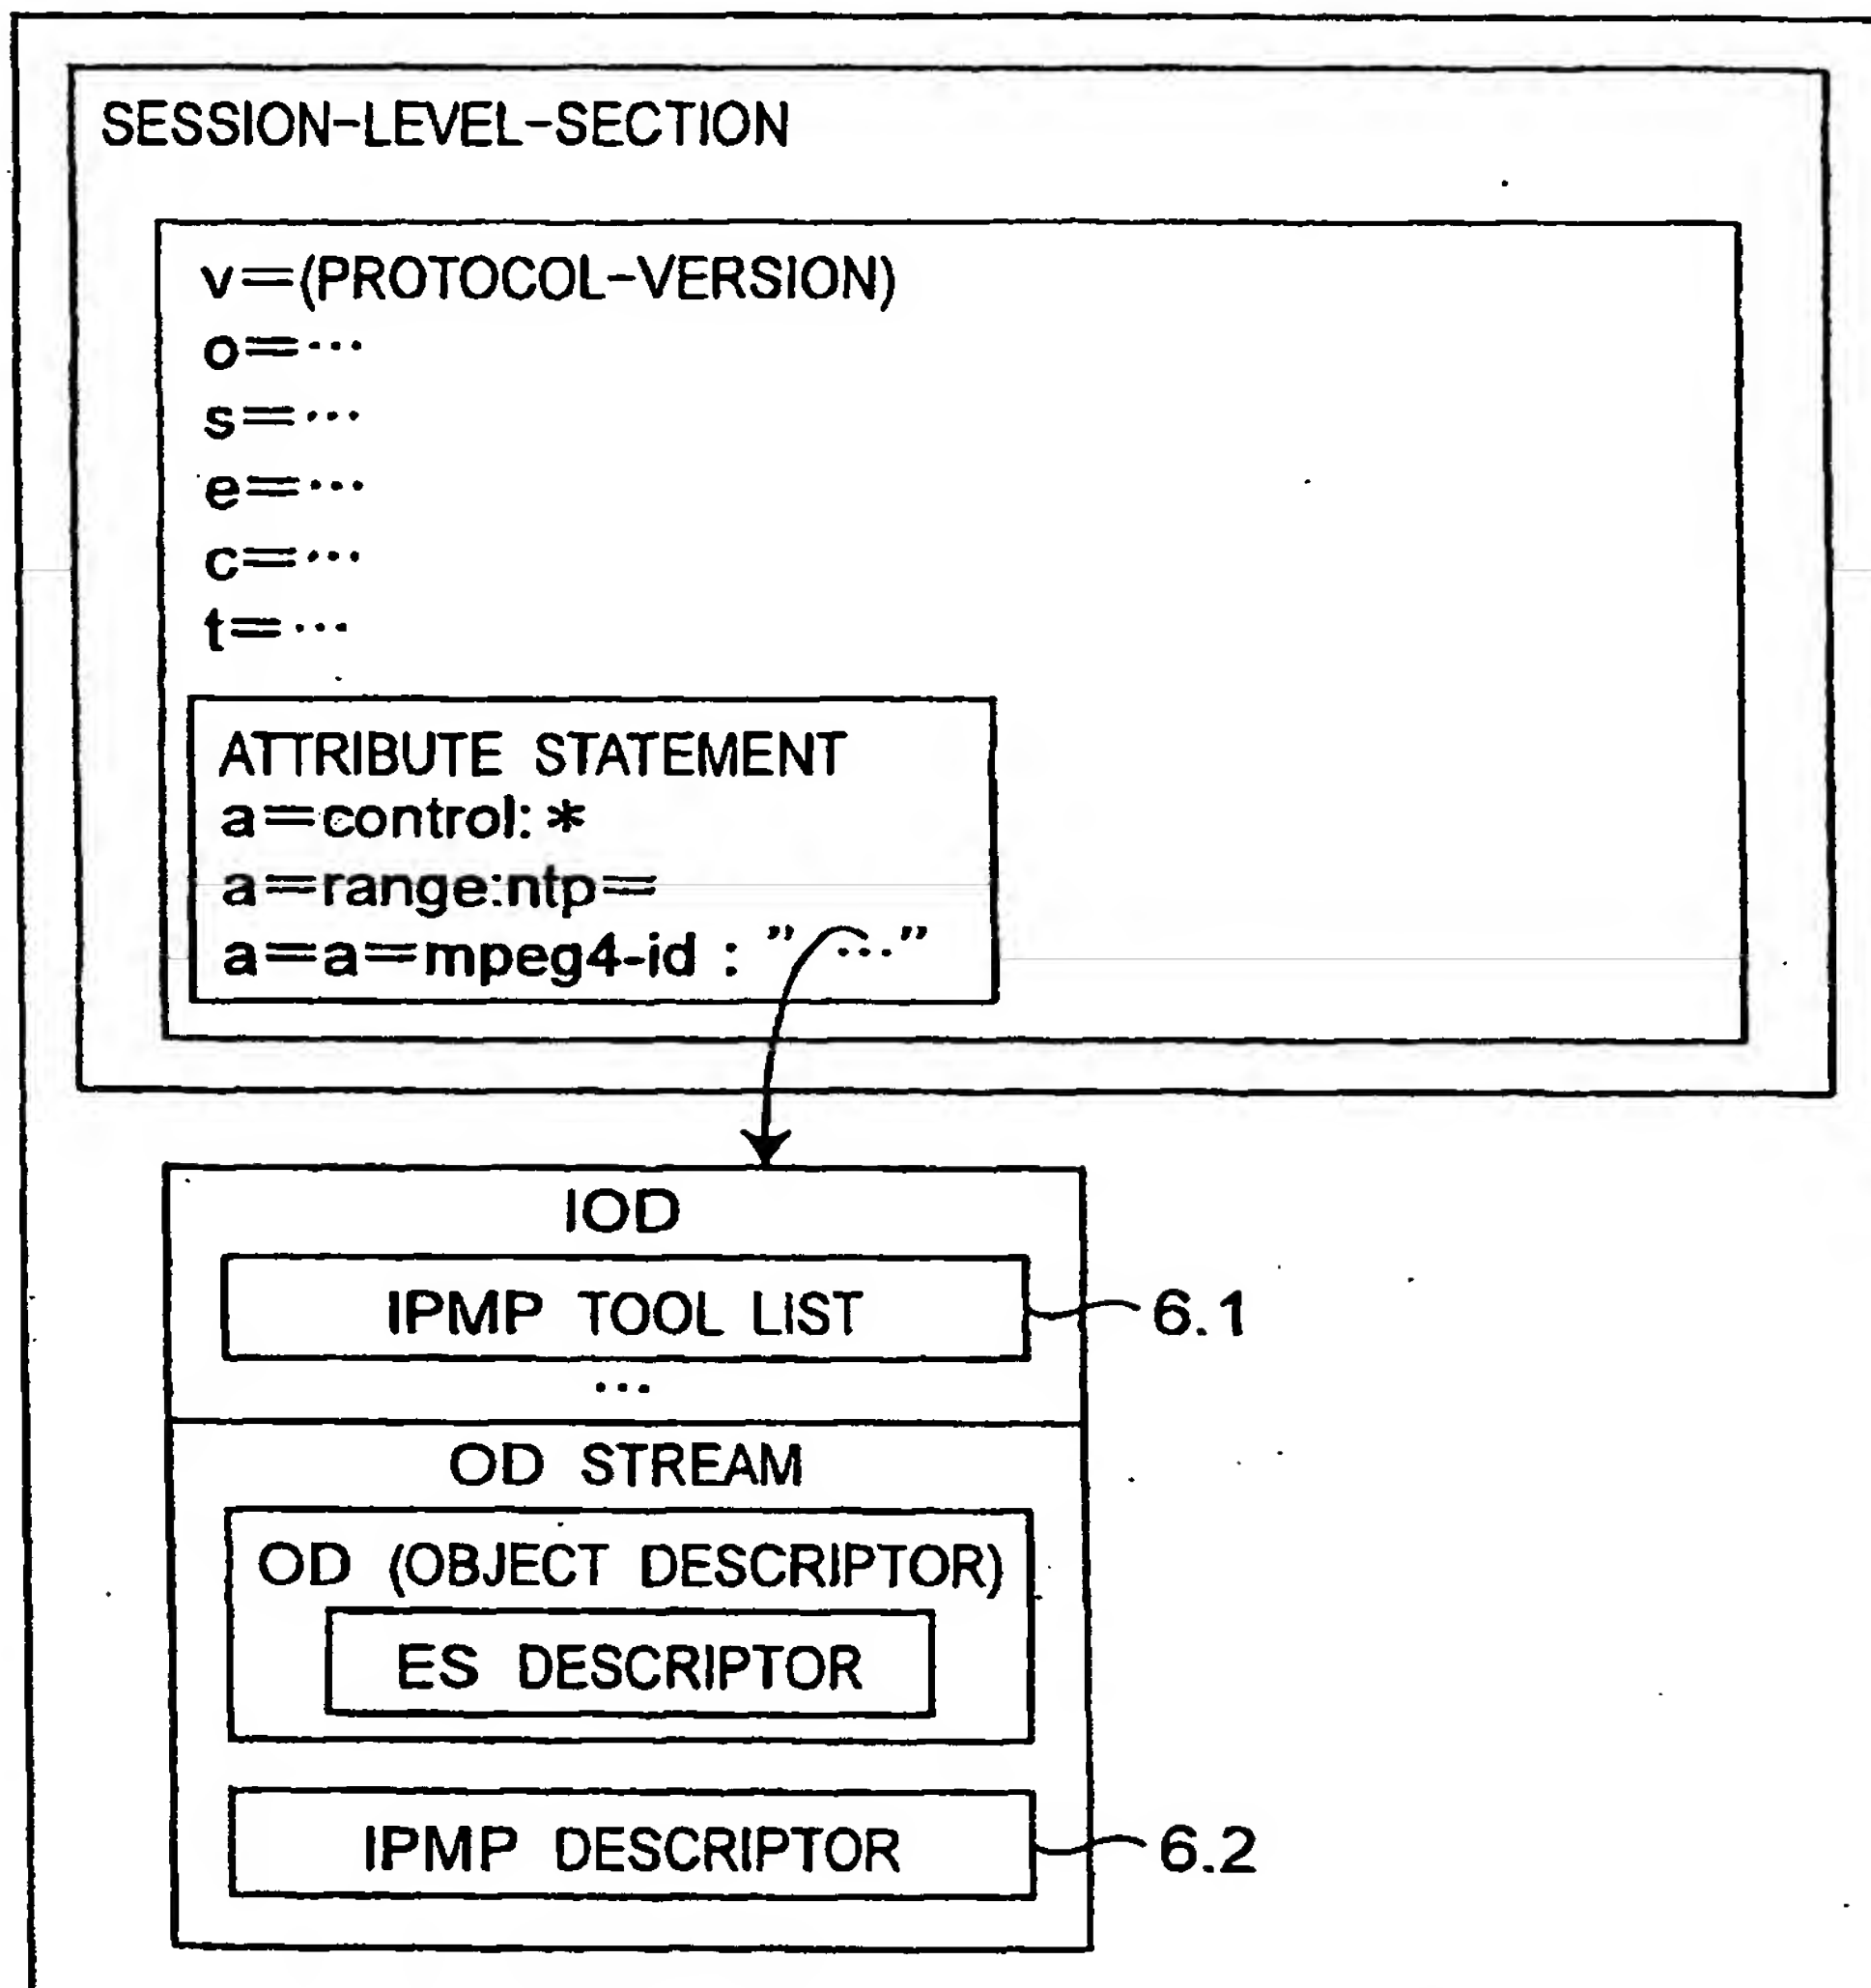 SESSION-LEVEL-SECTION
v=(PROTOCOL-VERSION)
o=...
s=...
e=...
c=...
t=...
ATTRIBUTE STATEMENT
a=control:*
a=range:ntp=
a=a=mpeg4-id : " ..."
IOD
IPMP TOOL LIST
6.1
...
OD STREAM
OD (OBJECT DESCRIPTOR)
ES DESCRIPTOR
IPMP DESCRIPTOR
6.2